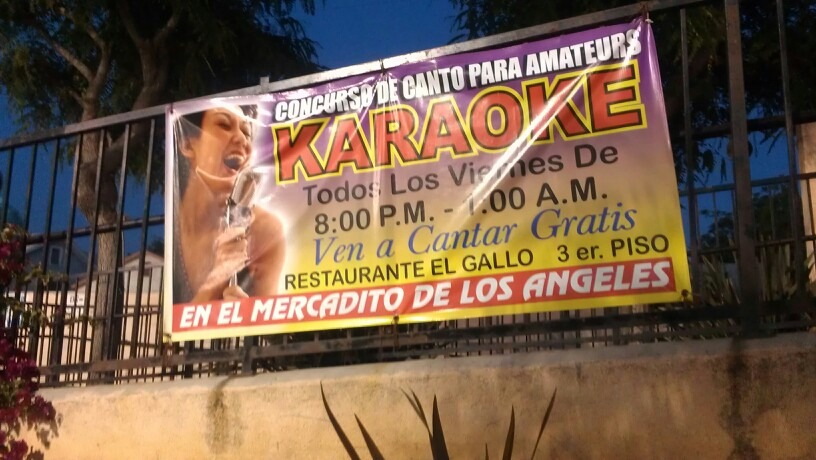 CONCURSO DE CANTO PARA AMATEURS
KARAOKE
Todos Los Viernes De
8:00 P.M. - 1:00 A.M.
Ven a Cantar Gratis
RESTAURANTE EL GALLO 3 er. PISO
EN EL MERCADITO DE LOS ANGELES